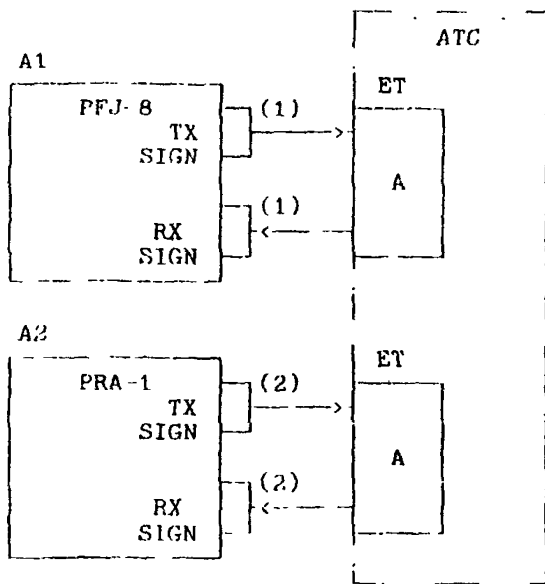 ATC
A1
ET
PFJ-8
(1)
TX
SIGN
A
(1)
RX
SIGN
A2
ET
PRA-1
(2)
TX
SIGN
A
(2)
RX
SIGN